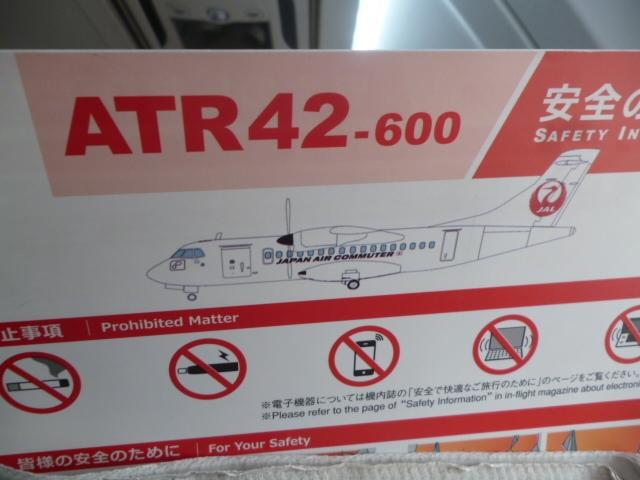 ATR42-600
安全の
SAFETY IN
JAL
JAPAN AIR COMMUTER
止事項 | Prohibited Matter
※電子機器については機内誌の「安全で快適なご旅行のために」のページをご覧ください。
※Please refer to the page of "Safety Information" in in-flight magazine about electroni
皆様の安全のために | For Your Safety